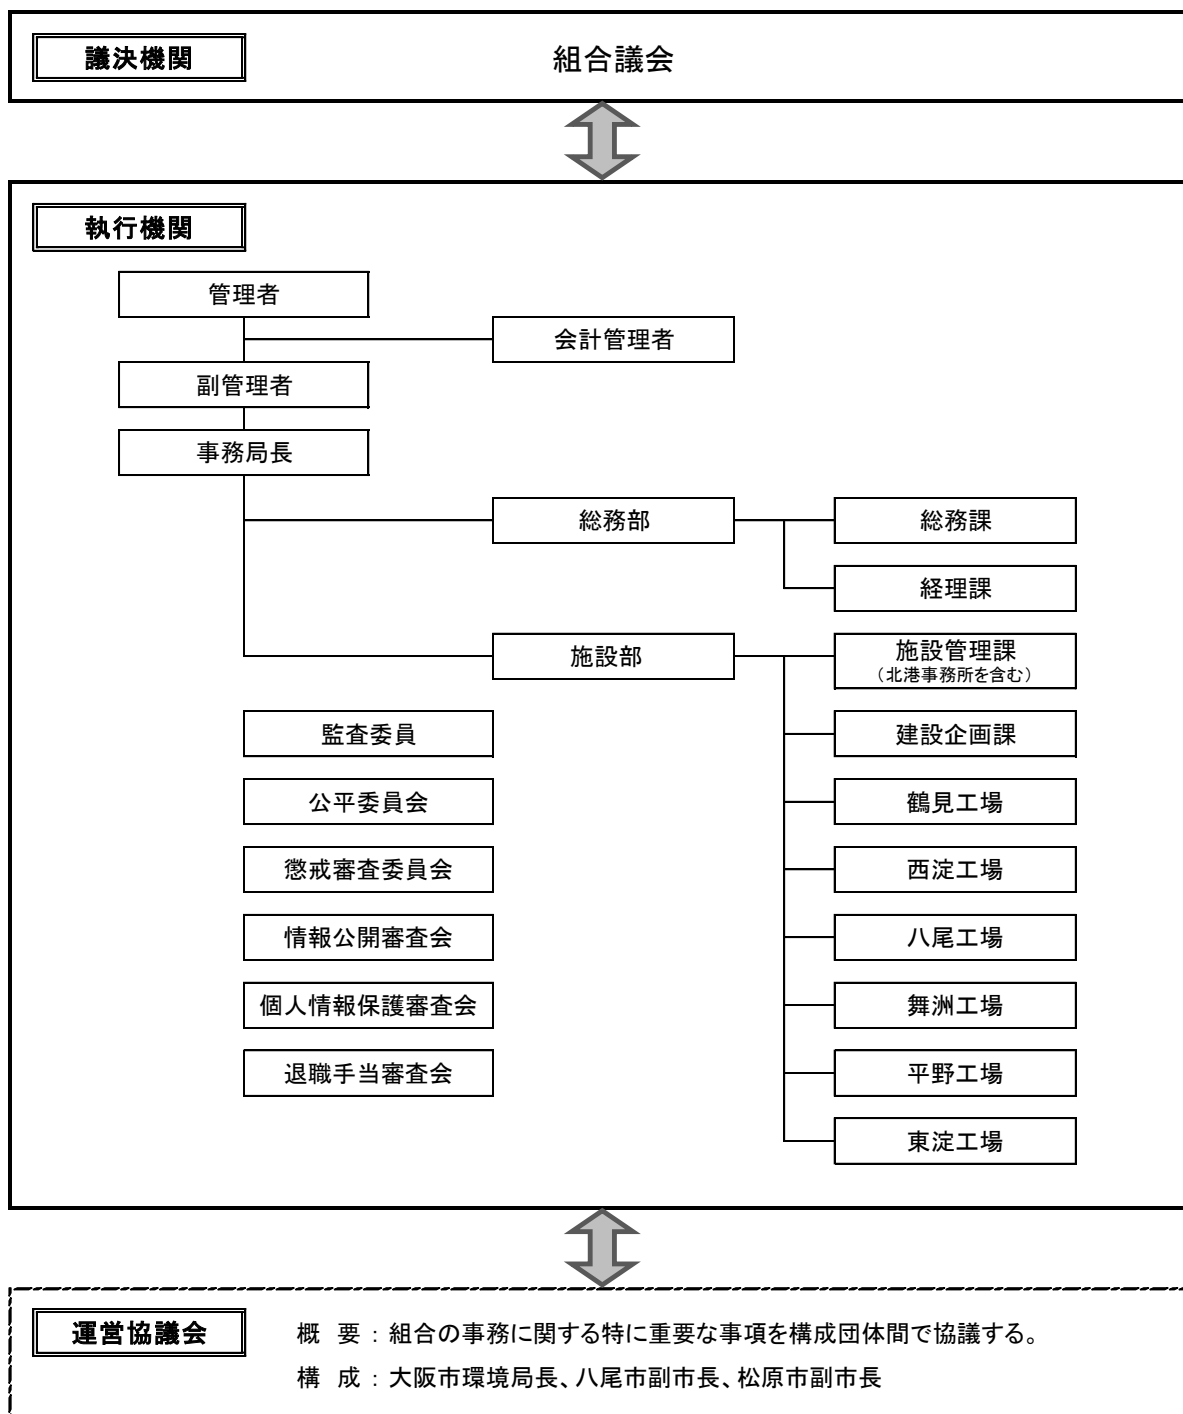 議決機関
組合議会
執行機関
管理者
会計管理者
副管理者
事務局長
総務部
総務課
経理課
施設部
施設管理課
(北港事務所を含む)
監査委員
建設企画課
公平委員会
鶴見工場
懲戒審査委員会
西淀工場
情報公開審査会
八尾工場
個人情報保護審査会
舞洲工場
退職手当審査会
平野工場
東淀工場
運営協議会
概 要 : 組合の事務に関する特に重要な事項を構成団体間で協議する。
構 成 : 大阪市環境局長、八尾市副市長、松原市副市長